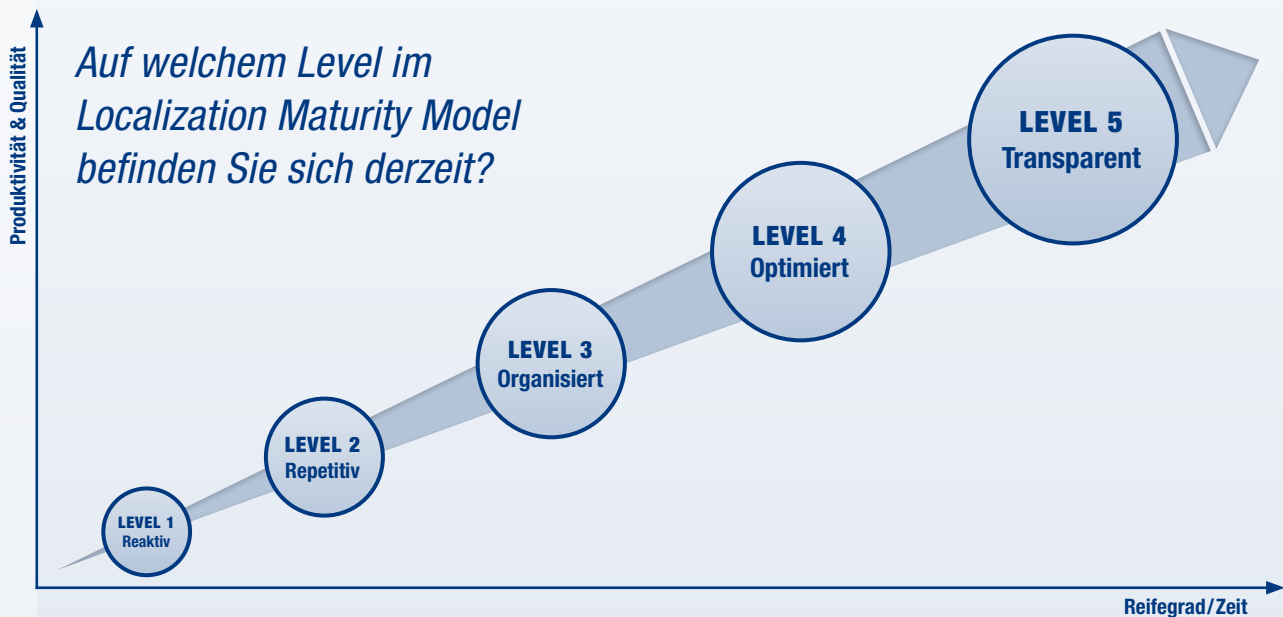 Produktivität & Qualität
Auf welchem Level im
Localization Maturity Model
befinden Sie sich derzeit?
LEVEL 1
Reaktiv
LEVEL 2
Repetitiv
LEVEL 3
Organisiert
LEVEL 4
Optimiert
LEVEL 5
Transparent
Reifegrad/Zeit